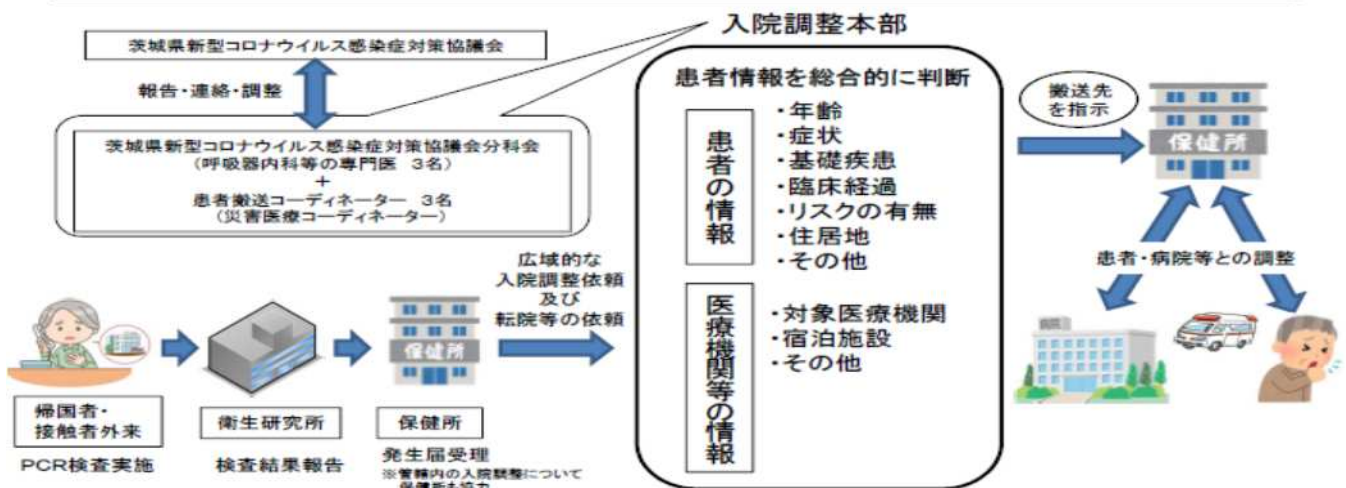 入院調整本部
茨城県新型コロナウイルス感染症対策協議会
報告・連絡・調整
茨城県新型コロナウイルス感染症対策協議会分科会
(呼吸器内科等の専門医 3名)
+
患者搬送コーディネーター 3名
(災害医療コーディネーター)
患者情報を総合的に判断
患者の情報
・年齢
・症状
・基礎疾患
・臨床経過
・リスクの有無
・住居地
・その他
医療機関等の情報
・対象医療機関
・宿泊施設
・その他
搬送先
を指示
保健所
患者・病院等との調整
広域的な
入院調整依頼
及び
転院等の依頼
保健所
帰国者・
接触者外来
PCR検査実施
衛生研究所
検査結果報告
保健所
発生届受理
※管轄内の入院調整について
保健所も協力